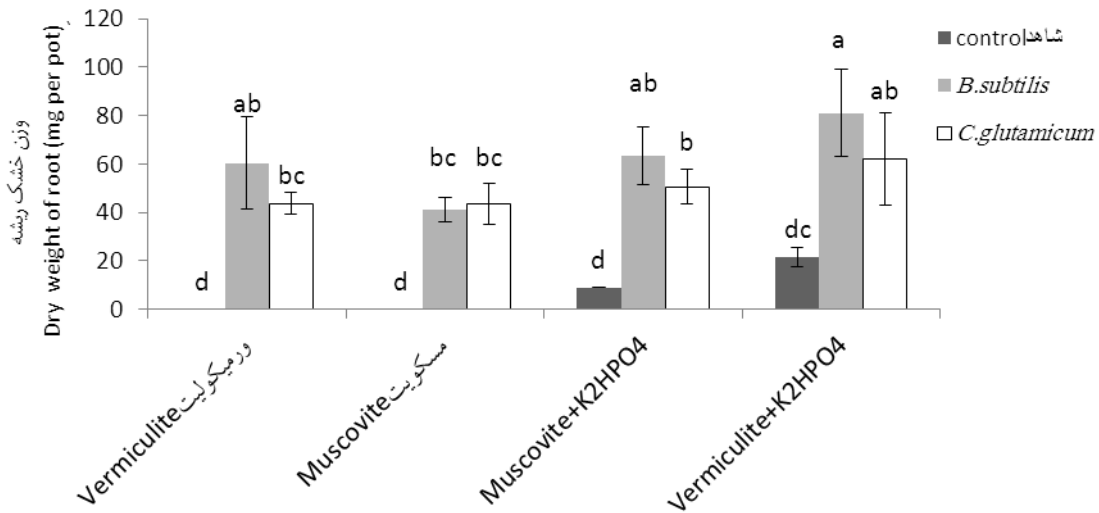 120
100
80
60
40
20
0
وزن خشک ریشه
Dry weight of root (mg per pot)
d
ab
bc
d
bc
bc
d
ab
b
dc
a
ab
Vermiculiteورمیکولیت
Muscoviteمسکویت
Muscovite+K2HPO4
Vermiculite+K2HPO4
controlشاهد
B.subtilis
C.glutamicum